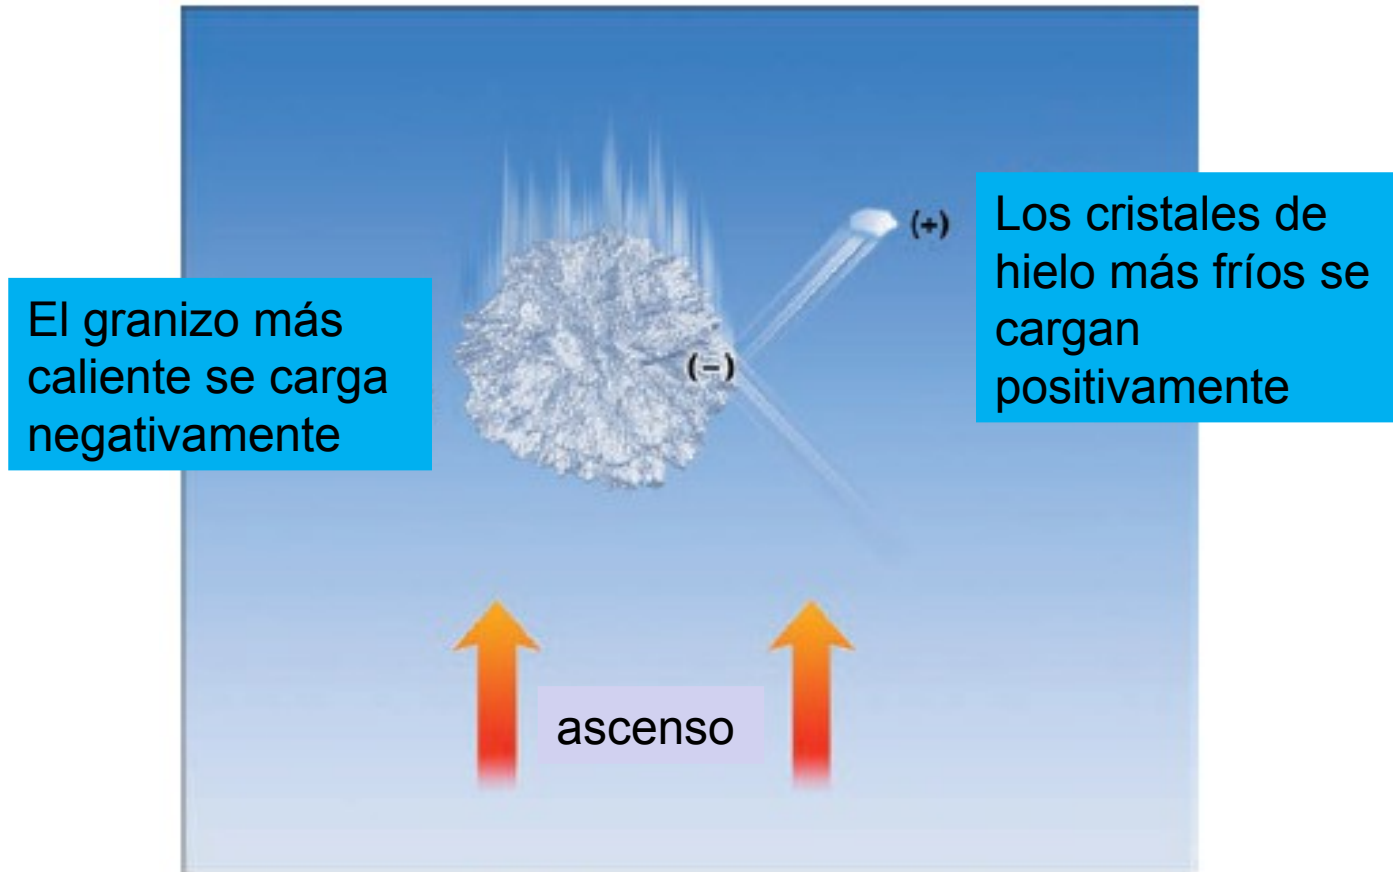 El granizo más
caliente se carga
negativamente
(-)
(+)
Los cristales de
hielo más fríos se
cargan
positivamente
ascenso